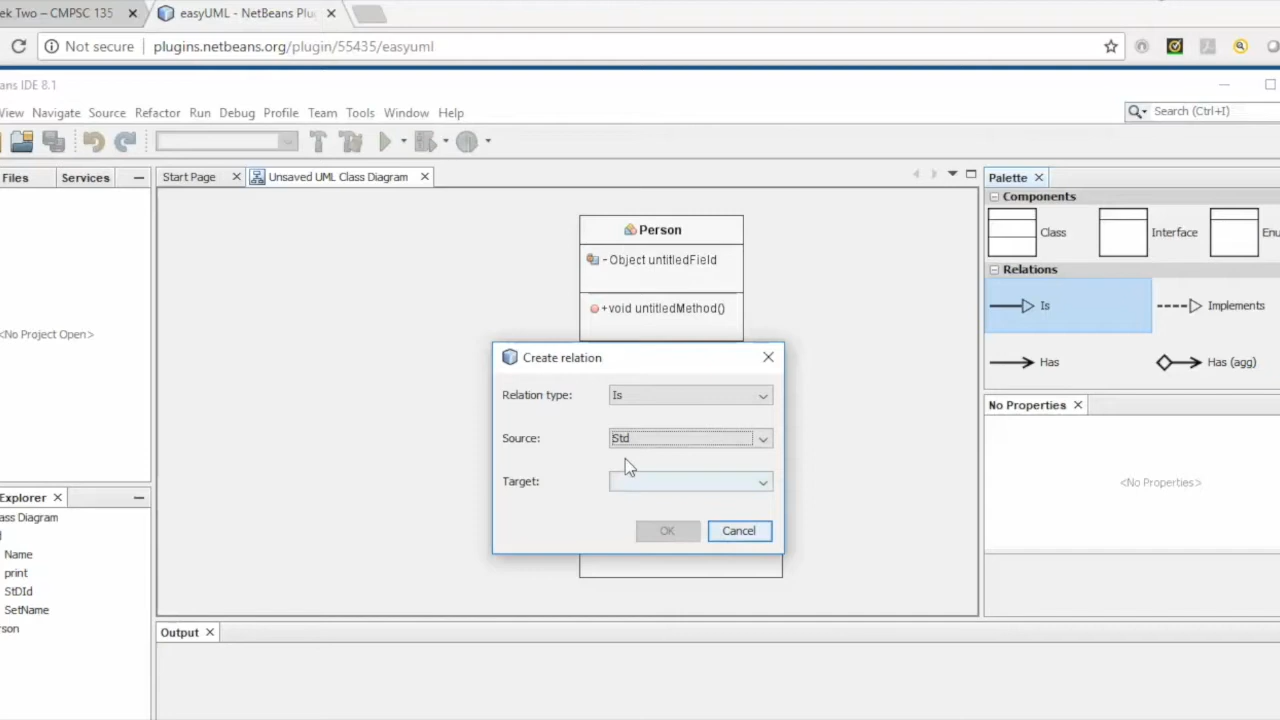 ek Two – CMPSC 135
easyUML - NetBeans Plu
Not secure
plugins.netbeans.org/plugin/55435/easyuml
ans IDE 8.1
View Navigate Source Refactor Run Debug Profile Team Tools Window Help
Search (Ctrl+I)
Files
Services
Start Page
Unsaved UML Class Diagram
Palette
Components
Class
Interface
Enu
Relations
Is
Implements
Has
Has (agg)
Person
- Object untitledField
+void untitledMethod()
<No Project Open>
Create relation
Relation type:
Is
Source:
Std
Target:
OK
Cancel
No Properties
<No Properties>
Explorer
ass Diagram
d
Name
print
StDId
SetName
rson
Output